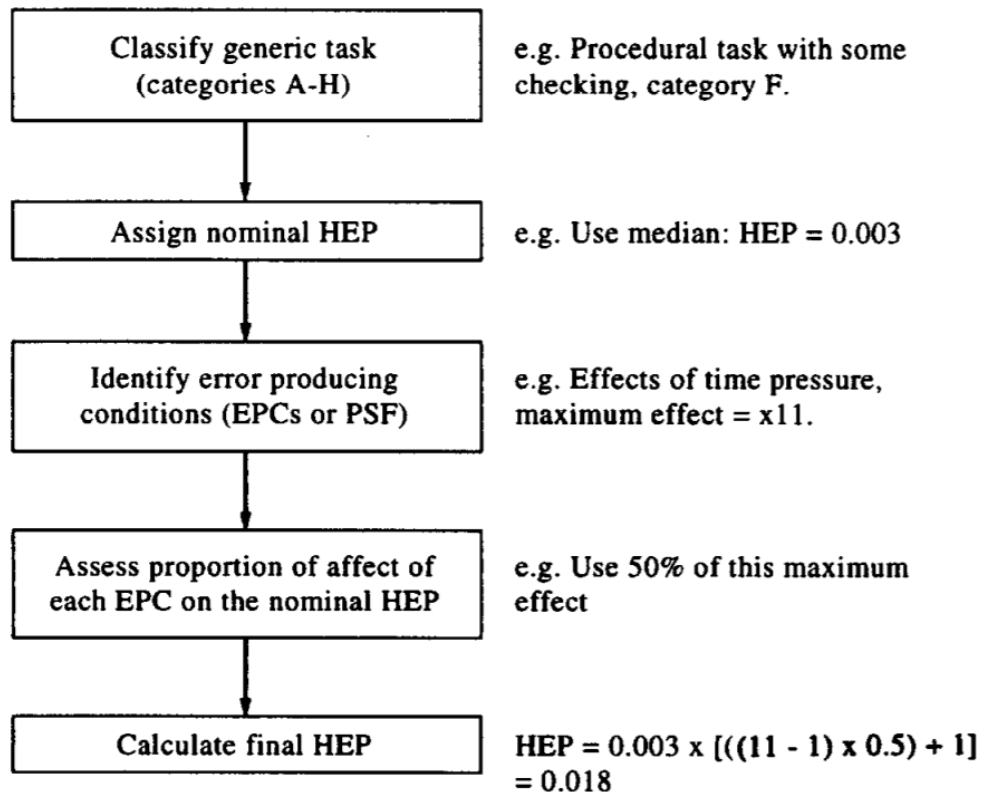 Classify generic task
(categories A-H)
e.g. Procedural task with some
checking, category F.
Assign nominal HEP
e.g. Use median: HEP = 0.003
Identify error producing
conditions (EPCs or PSF)
e.g. Effects of time pressure,
maximum effect = x11.
Assess proportion of affect of
each EPC on the nominal HEP
e.g. Use 50% of this maximum
effect
Calculate final HEP
HEP = 0.003 x [((11 - 1) x 0.5) + 1]
= 0.018